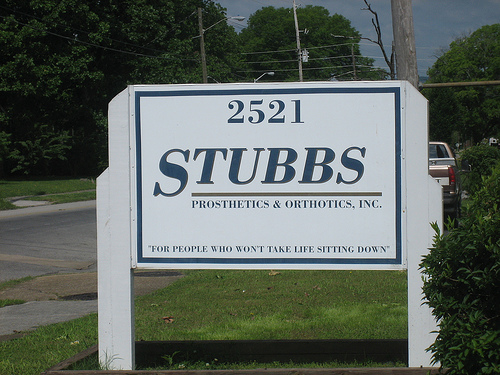 2521
STUBBS
PROSTHETICS & ORTHOTICS, INC.
"FOR PEOPLE WHO WON'T TAKE LIFE SITTING DOWN"